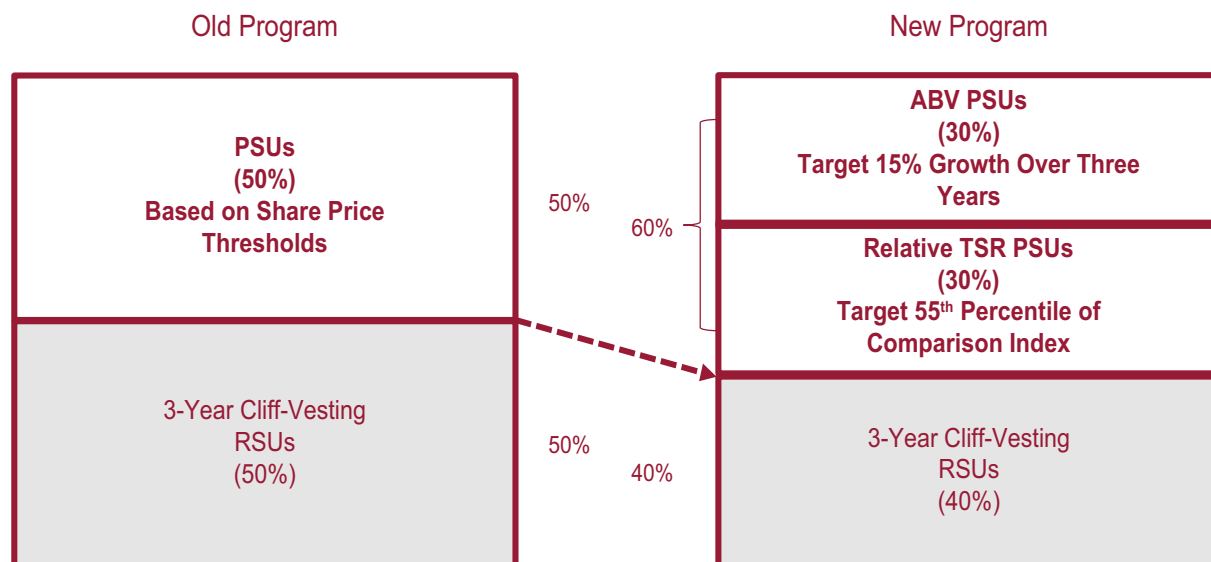 Old Program
New Program
PSUs
(50%)
Based on Share Price
Thresholds
50%
60%
ABV PSUs
(30%)
Target 15% Growth Over Three
Years
Relative TSR PSUs
(30%)
Target 55th Percentile of
Comparison Index
3-Year Cliff-Vesting
RSUs
(50%)
50%
40%
3-Year Cliff-Vesting
RSUs
(40%)